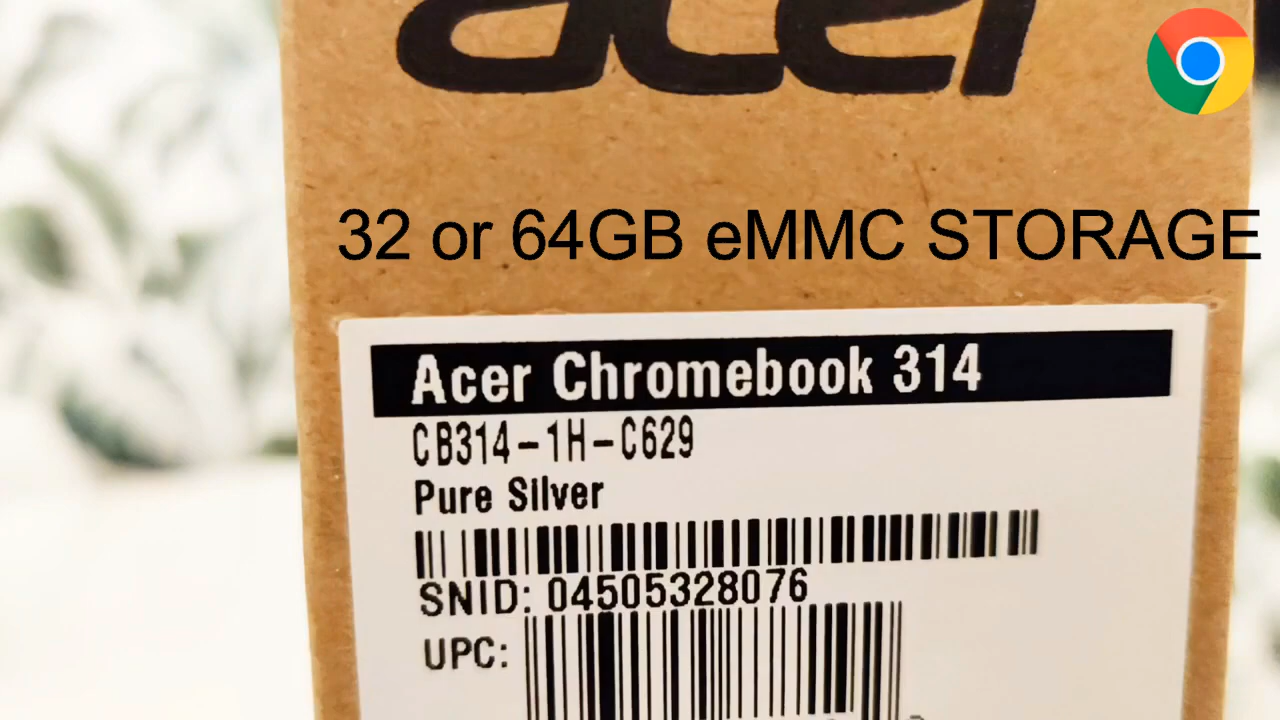 acer
32 or 64GB eMMC STORAGE
Acer Chromebook 314
CB314-1H-C629
Pure Silver
SNID: 04505328076
UPC: